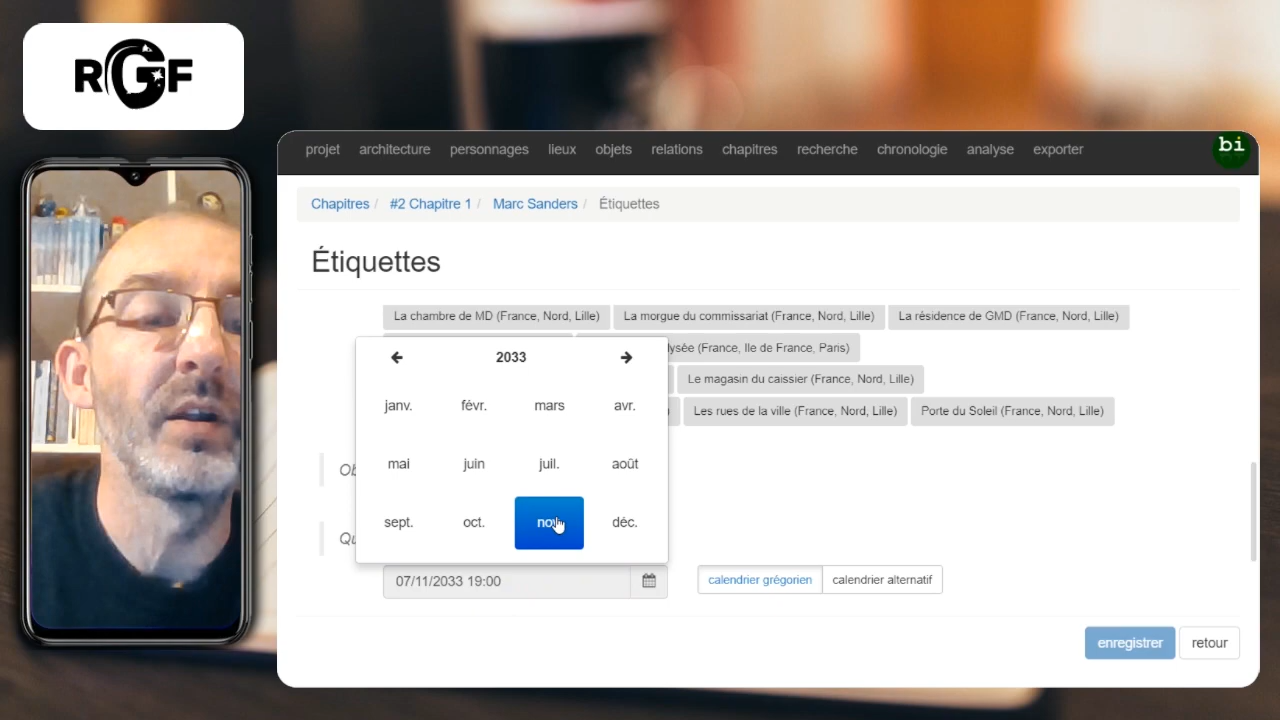 RGF
projet architecture personnages lieux objets relations chapitres recherche chronologie analyse exporter bi
Chapitres / #2 Chapitre 1 / Marc Sanders / Étiquettes
Étiquettes
La chambre de MD (France, Nord, Lille) La morgue du commissariat (France, Nord, Lille) La résidence de GMD (France, Nord, Lille)
(France, Ile de France, Paris)
Le magasin du caissier (France, Nord, Lille)
Les rues de la ville (France, Nord, Lille) Porte du Soleil (France, Nord, Lille)
2033
janv. févr. mars avr.
mai juin juil. août
sept. oct. déc.
07/11/2033 19:00 calendrier grégorien calendrier alternatif
enregistrer retour